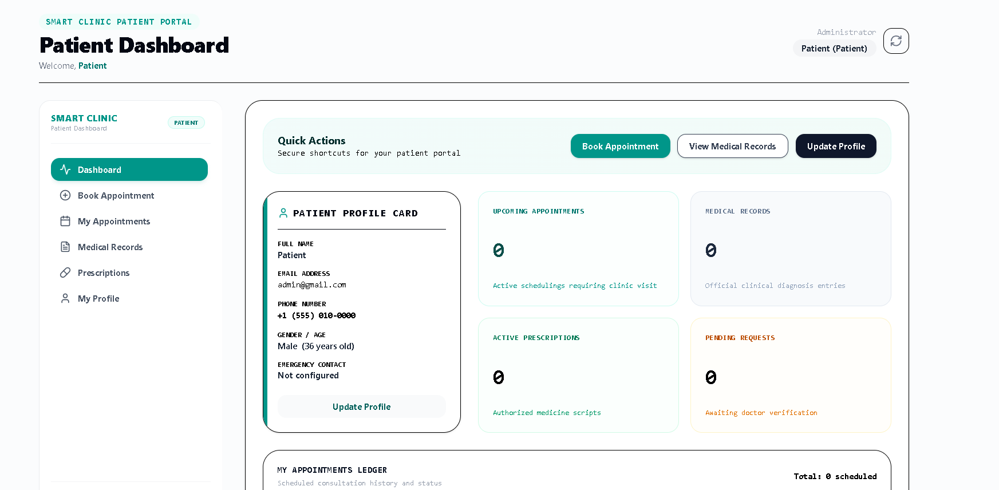 SMART CLINIC PATIENT PORTAL
Patient Dashboard
Welcome, Patient
Administrator
Patient (Patient)
SMART CLINIC
Patient Dashboard
PATIENT
Dashboard
Book Appointment
My Appointments
Medical Records
Prescriptions
My Profile
Quick Actions
Secure shortcuts for your patient portal
Book Appointment
View Medical Records
Update Profile
PATIENT PROFILE CARD
FULL NAME
Patient
EMAIL ADDRESS
admin@gmail.com
PHONE NUMBER
+1 (555) 010-0000
GENDER / AGE
Male (36 years old)
EMERGENCY CONTACT
Not configured
Update Profile
UPCOMING APPOINTMENTS
0
Active schedulings requiring clinic visit
MEDICAL RECORDS
0
Official clinical diagnosis entries
ACTIVE PRESCRIPTIONS
0
Authorized medicine scripts
PENDING REQUESTS
0
Awaiting doctor verification
MY APPOINTMENTS LEDGER
Scheduled consultation history and status
Total: 0 scheduled